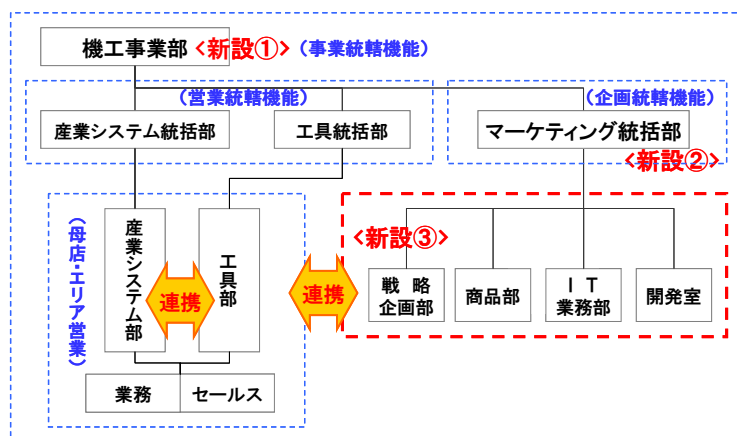 機工事業部
<新設①>
(事業統轄機能)
(営業統轄機能)
(企画統轄機能)
産業システム統括部
工具統括部
マーケティング統括部
<新設②>
(母店・エリア営業)
産業システム部
連携
工具部
連携
<新設③>
戦 略
企画部
商品部
IT
業務部
開発室
業務
セールス